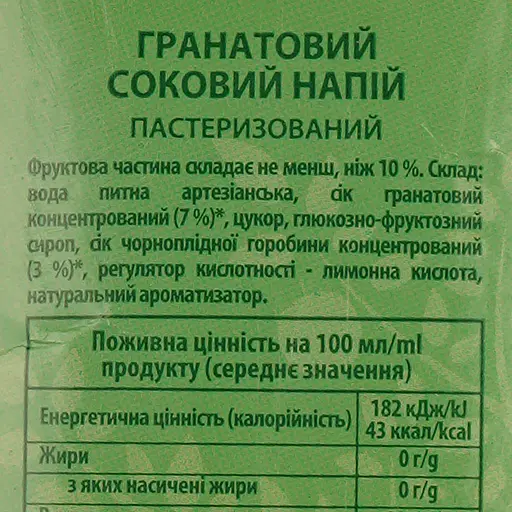 ГРАНАТОВИЙ
СОКОВИЙ НАПІЙ
ПАСТЕРИЗОВАНИЙ
Фруктова частина складає не менш, ніж 10 %. Склад:
вода питна артезіанська, сік гранатовий
концентрований (7 %)*, цукор, глюкозно-фруктозний
сироп, сік чорноплідної горобини концентрований
(3 %)*, регулятор кислотності - лимонна кислота,
натуральний ароматизатор.
Поживна цінність на 100 мл/ml
продукту (середнє значення)
Енергетична цінність (калорійність) 182 кДж/kJ
43 ккал/kcal
Жири 0 г/g
з яких насичені жири 0 г/g